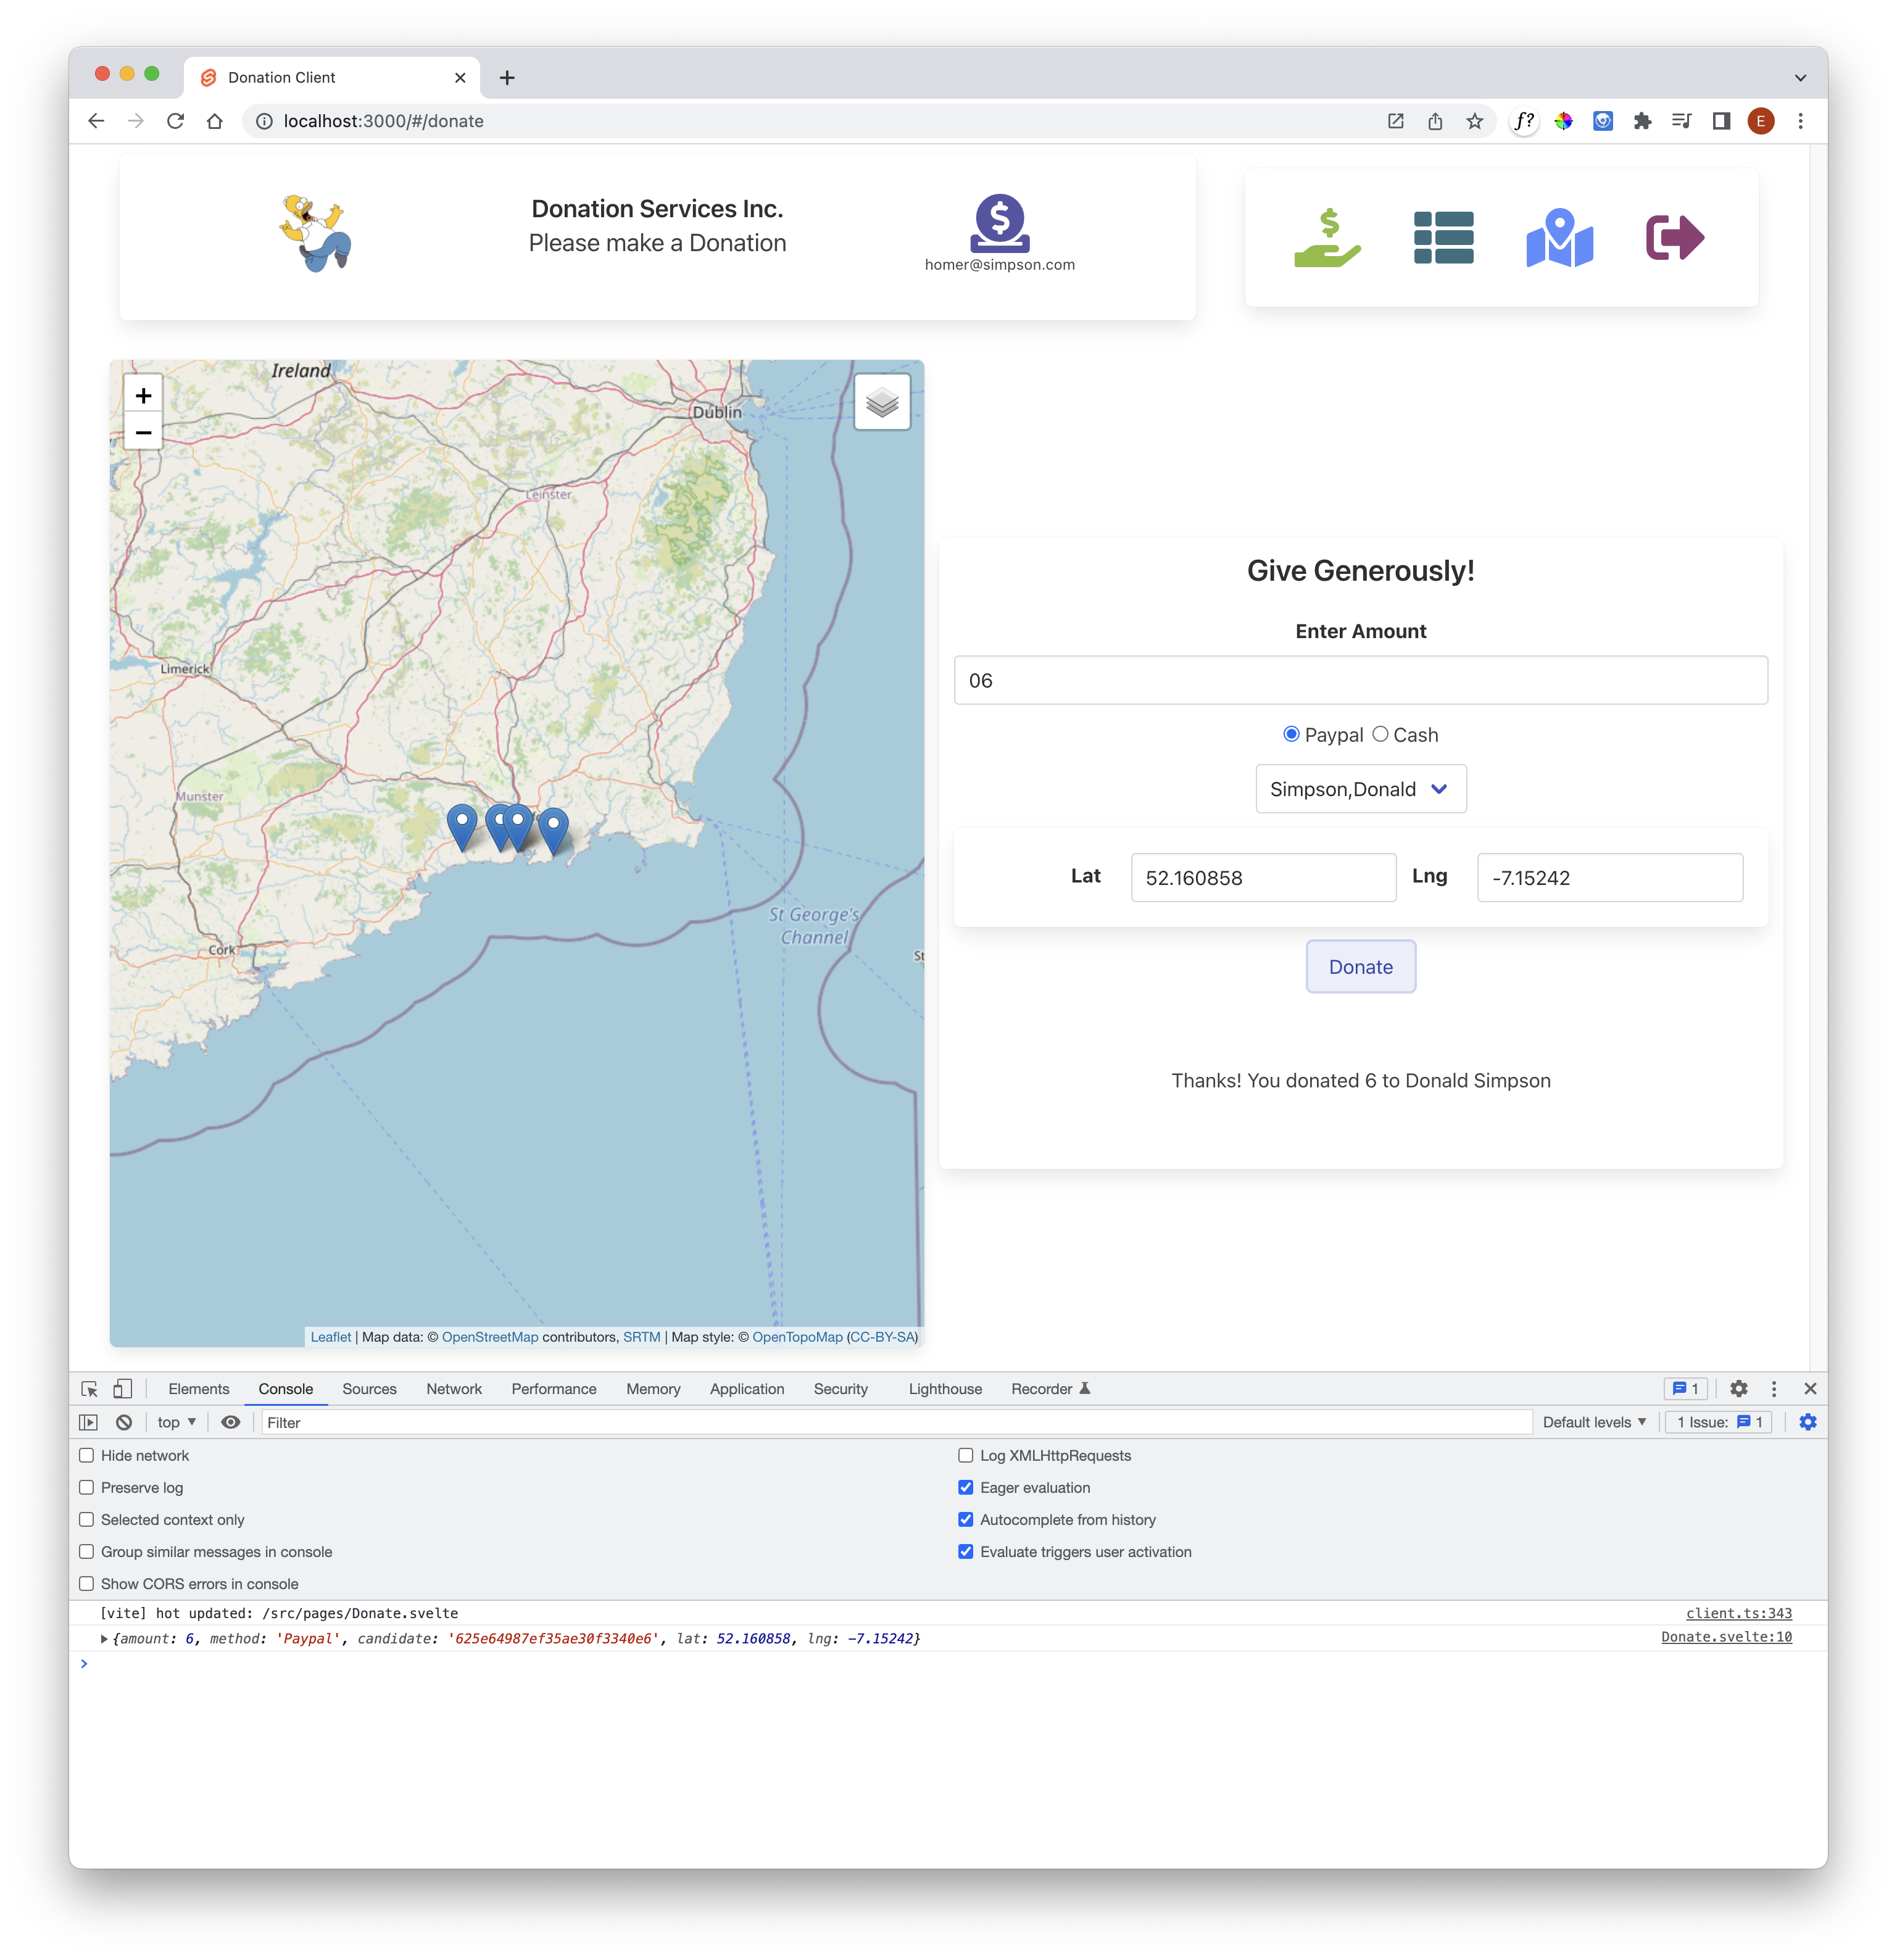 Donation Client
localhost:3000/#/donate
f?
E
Donation Services Inc.
Please make a Donation
homer@simpson.com
+
−
Ireland
Dublin
Leinster
Limerick
Munster
Cork
St George's
Channel
St
Leaflet | Map data: © OpenStreetMap contributors, SRTM | Map style: © OpenTopoMap (CC-BY-SA)
Give Generously!
Enter Amount
06
Paypal Cash
Simpson,Donald
Lat 52.160858 Lng -7.15242
Donate
Thanks! You donated 6 to Donald Simpson
Elements Console Sources Network Performance Memory Application Security Lighthouse Recorder 1
top Filter Default levels 1 Issue: 1
Hide network Log XMLHttpRequests
Preserve log Eager evaluation
Selected context only Autocomplete from history
Group similar messages in console Evaluate triggers user activation
Show CORS errors in console
[vite] hot updated: /src/pages/Donate.svelte client.ts:343
{amount: 6, method: 'Paypal', candidate: '625e64987ef35ae30f3340e6', lat: 52.160858, lng: -7.15242} Donate.svelte:10